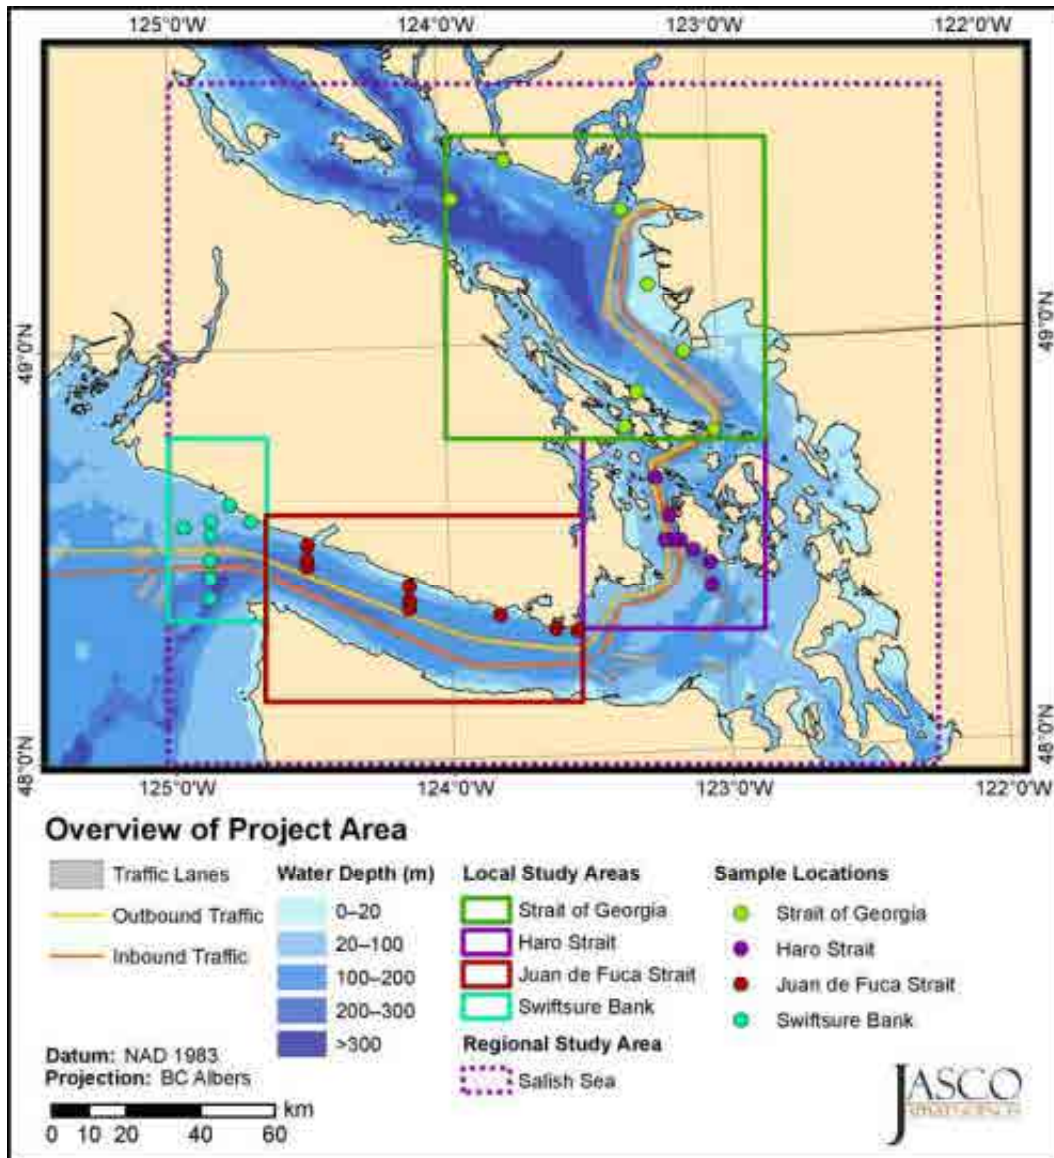 125°0'W 124°0'W 123°0'W 122°0'W
49°0'N 49°0'N
48°0'N 48°0'N
125°0'W 124°0'W 123°0'W 122°0'W
Overview of Project Area
Traffic Lanes
Outbound Traffic
Inbound Traffic
Water Depth (m)
0–20
20–100
100–200
200–300
>300
Local Study Areas
Strait of Georgia
Haro Strait
Juan de Fuca Strait
Swiftsure Bank
Regional Study Area
Salish Sea
Sample Locations
Strait of Georgia
Haro Strait
Juan de Fuca Strait
Swiftsure Bank
Datum: NAD 1983
Projection: BC Albers
km
0 10 20 40 60
JASCO